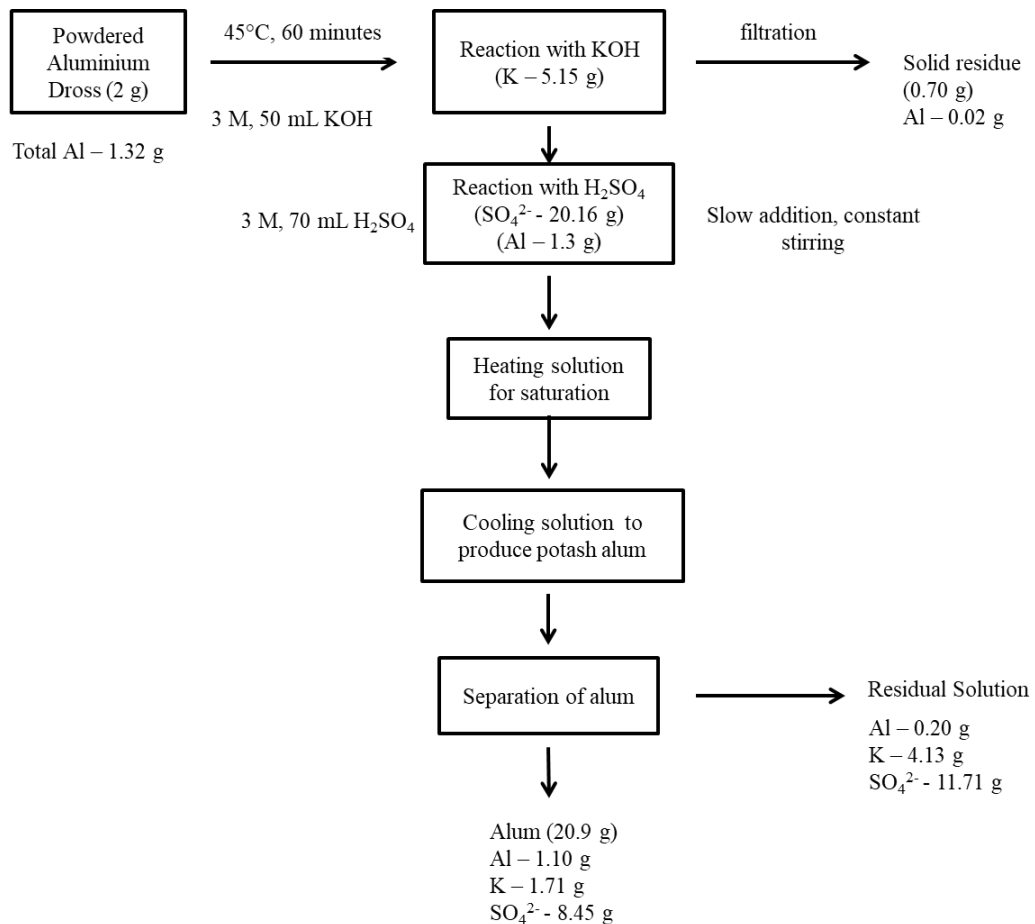 Powdered
Aluminium
Dross (2 g)
45°C, 60 minutes
3 M, 50 mL KOH
Total Al – 1.32 g
Reaction with KOH
(K – 5.15 g)
filtration
Solid residue
(0.70 g)
Al – 0.02 g
3 M, 70 mL H₂SO₄
Reaction with H₂SO₄
(SO₄²⁻ - 20.16 g)
(Al – 1.3 g)
Slow addition, constant
stirring
Heating solution
for saturation
Cooling solution to
produce potash alum
Separation of alum
Residual Solution
Al – 0.20 g
K – 4.13 g
SO₄²⁻ - 11.71 g
Alum (20.9 g)
Al – 1.10 g
K – 1.71 g
SO₄²⁻ - 8.45 g